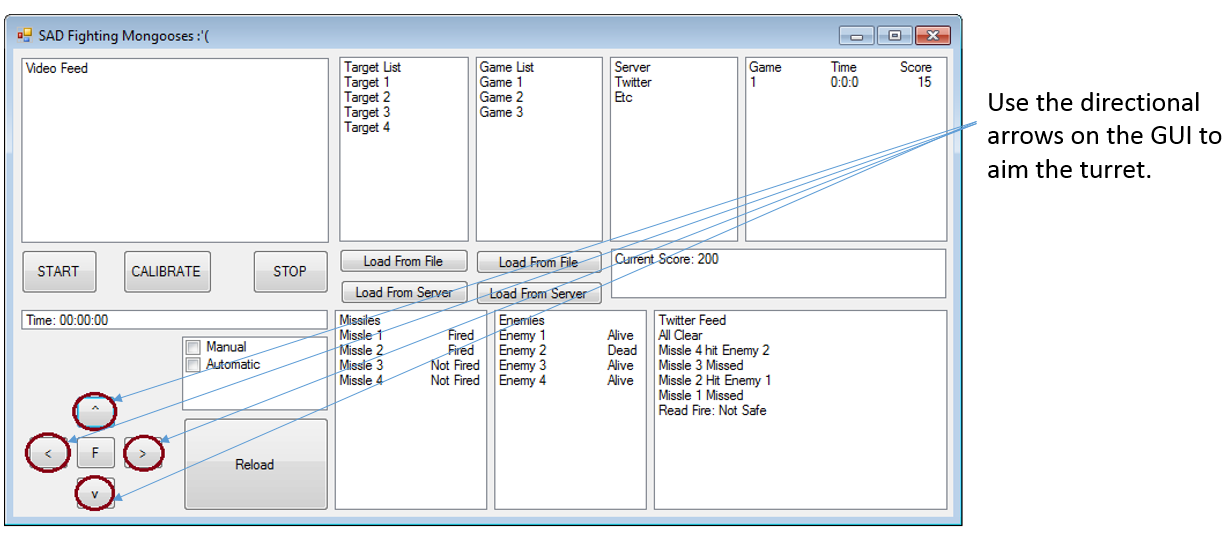 SAD Fighting Mongooses :'(
Video Feed
Target List
Target 1
Target 2
Target 3
Target 4
Game List
Game 1
Game 2
Game 3
Server
Twitter
Etc
Game Time Score
1 0:0:0 15
Use the directional
arrows on the GUI to
aim the turret.
START CALIBRATE STOP
Load From File
Load From Server
Load From File
Load From Server
Current Score: 200
Time: 00:00:00
Manual
Automatic
^
< F >
v
Reload
Missiles
Missle 1 Fired
Missle 2 Fired
Missle 3 Not Fired
Missle 4 Not Fired
Enemies
Enemy 1 Alive
Enemy 2 Dead
Enemy 3 Alive
Enemy 4 Alive
Twitter Feed
All Clear
Missle 4 hit Enemy 2
Missle 3 Missed
Missle 2 Hit Enemy 1
Missle 1 Missed
Read Fire: Not Safe